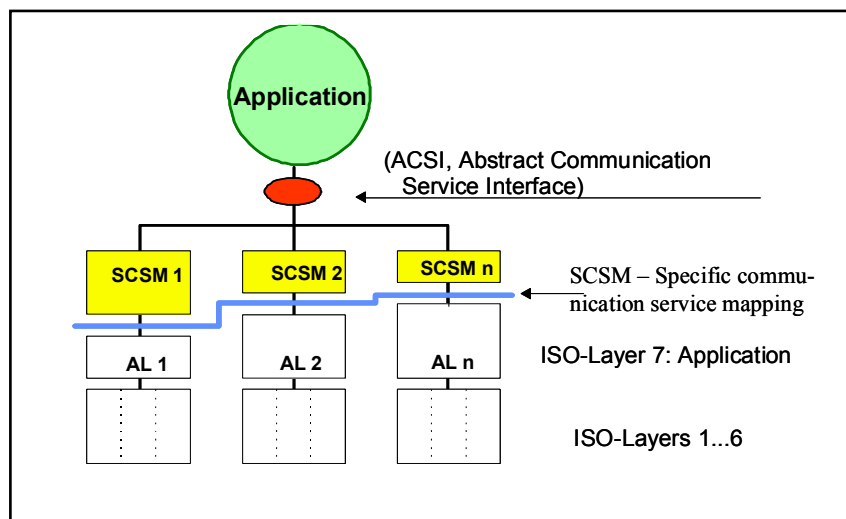 Application
(ACSI, Abstract Communication
Service Interface)
SCSM 1
SCSM 2
SCSM n
SCSM – Specific commu-
nication service mapping
AL 1
AL 2
AL n
ISO-Layer 7: Application
ISO-Layers 1...6